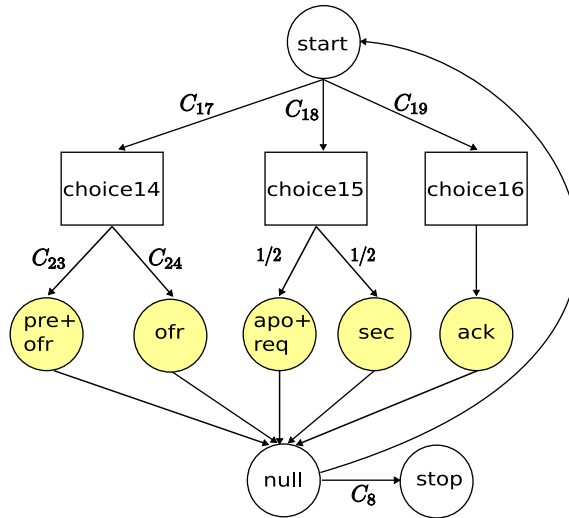 start
C17
C18
C19
choice14
choice15
choice16
C23
C24
1/2
1/2
pre+
ofr
ofr
apo+
req
sec
ack
null
stop
C8